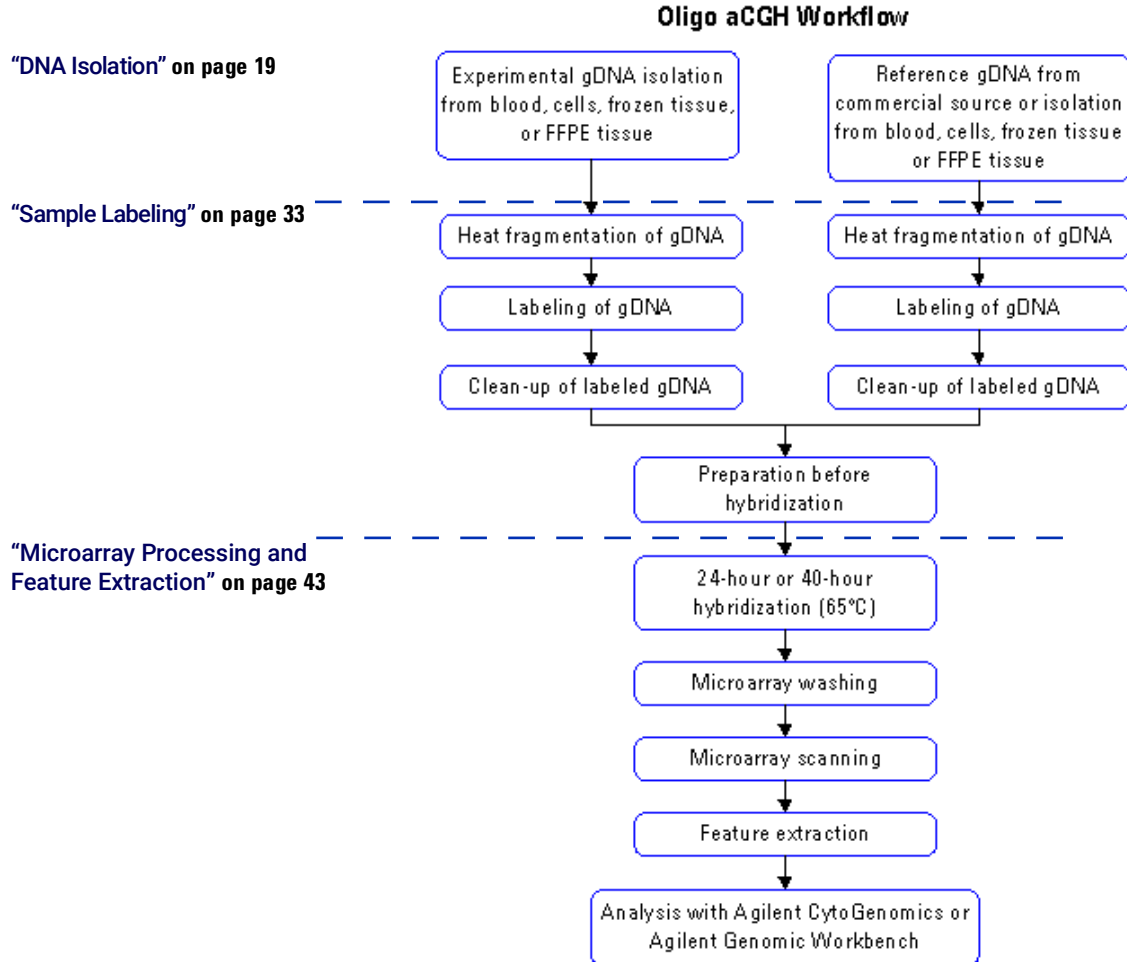 Oligo aCGH Workflow
“DNA Isolation” on page 19
Experimental gDNA isolation
from blood, cells, frozen tissue,
or FFPE tissue
Reference gDNA from
commercial source or isolation
from blood, cells, frozen tissue
or FFPE tissue
“Sample Labeling” on page 33
Heat fragmentation of gDNA
Heat fragmentation of gDNA
Labeling of gDNA
Labeling of gDNA
Clean-up of labeled gDNA
Clean-up of labeled gDNA
Preparation before
hybridization
“Microarray Processing and
Feature Extraction” on page 43
24-hour or 40-hour
hybridization (65°C)
Microarray washing
Microarray scanning
Feature extraction
Analysis with Agilent CytoGenomics or
Agilent Genomic Workbench